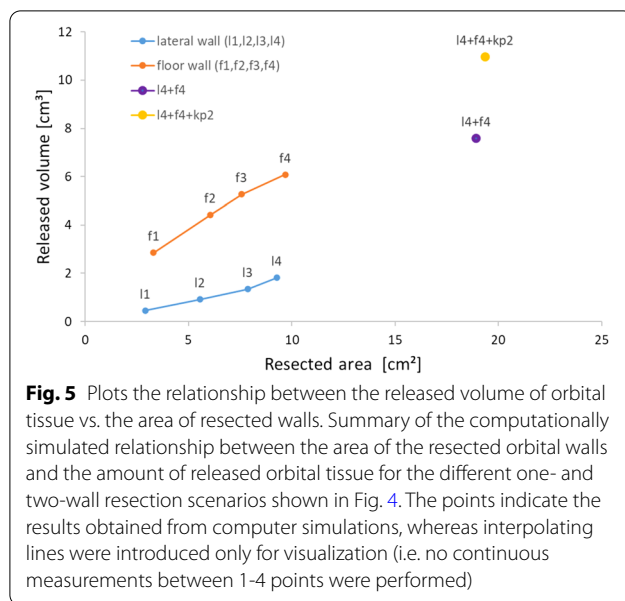 12
10
8
6
4
2
0
Released volume [cm³]
lateral wall (l1,l2,l3,l4)
floor wall (f1,f2,f3,f4)
l4+f4
l4+f4+kp2
l4+f4+kp2
l4+f4
f1
f2
f3
f4
l1
l2
l3
l4
0 5 10 15 20 25
Resected area [cm²]
Fig. 5 Plots the relationship between the released volume of orbital
tissue vs. the area of resected walls. Summary of the computationally
simulated relationship between the area of the resected orbital walls
and the amount of released orbital tissue for the different one- and
two-wall resection scenarios shown in Fig. 4. The points indicate the
results obtained from computer simulations, whereas interpolating
lines were introduced only for visualization (i.e. no continuous
measurements between 1-4 points were performed)